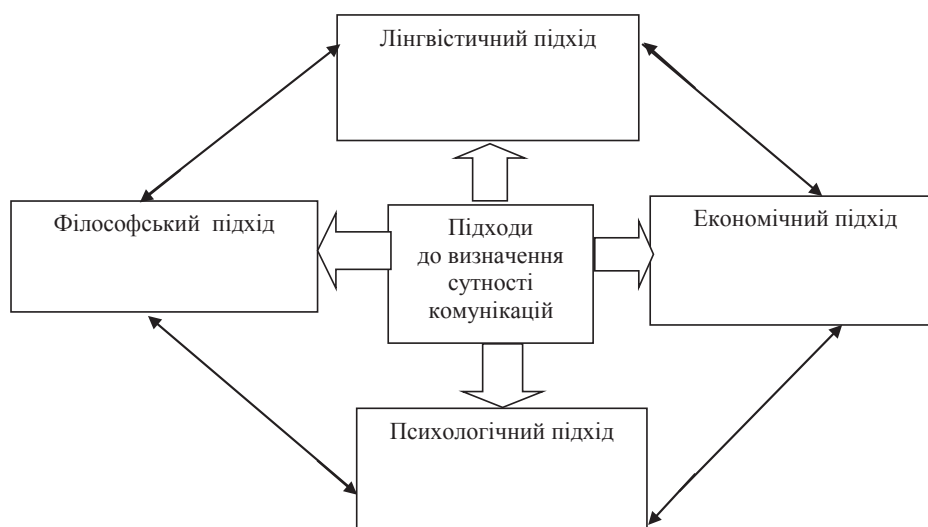 Лінгвістичний підхід
Філософський підхід
Підходи
до визначення
сутності
комунікацій
Економічний підхід
Психологічний підхід